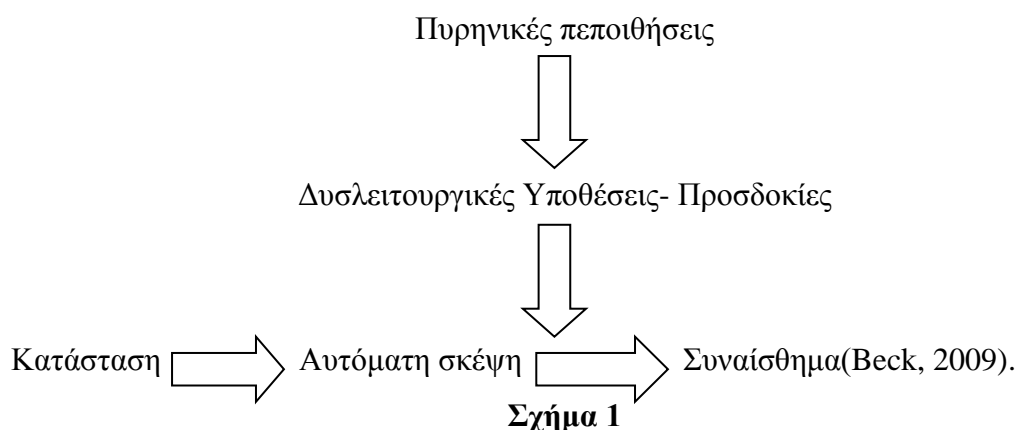 Πυρηνικές πεποιθήσεις
Δυσλειτουργικές Υποθέσεις- Προσδοκίες
Κατάσταση Αυτόματη σκέψη Συναίσθημα(Beck, 2009).
Σχήμα 1